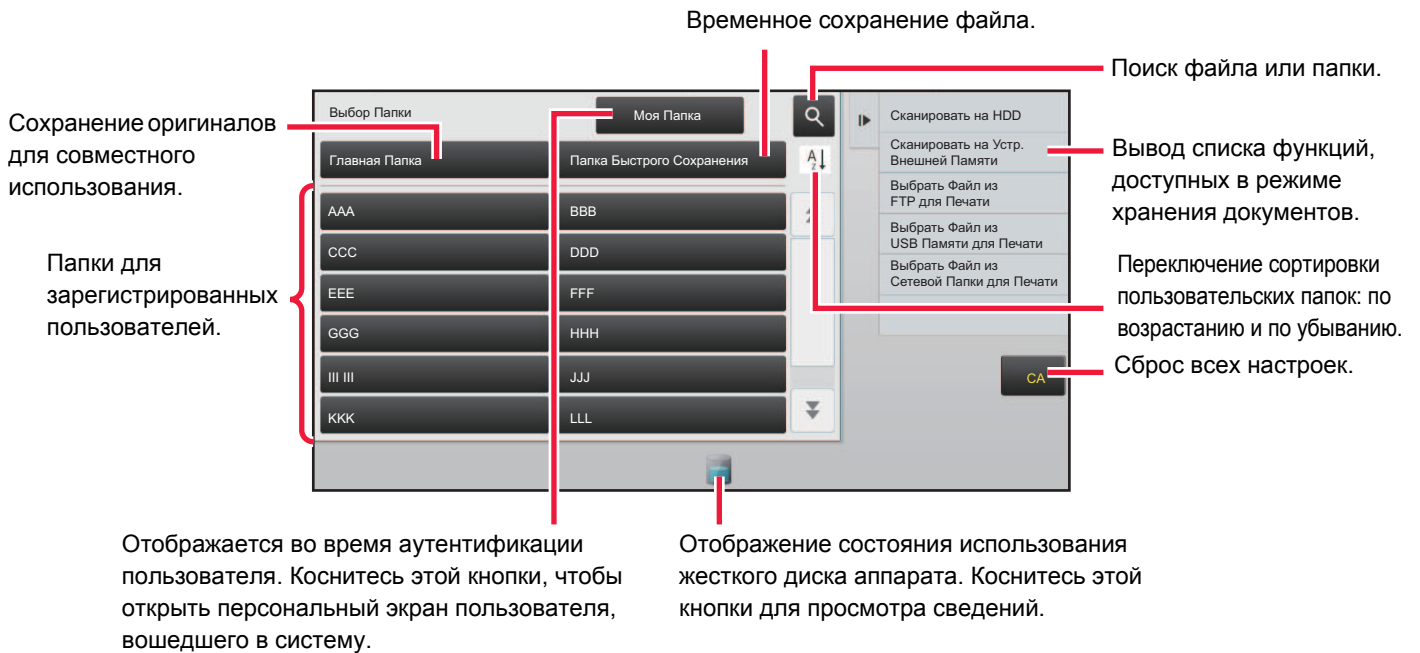 Временное сохранение файла.
Поиск файла или папки.
Сохранение оригиналов
для совместного
использования.
Выбор Папки
Моя Папка
Главная Папка
Папка Быстрого Сохранения
A
Z
AAA
BBB
CCC
DDD
EEE
FFF
GGG
HHH
III III
JJJ
KKK
LLL
Сканировать на HDD
Сканировать на Устр.
Внешней Памяти
Выбрать Файл из
FTP для Печати
Выбрать Файл из
USB Памяти для Печати
Выбрать Файл из
Сетевой Папки для Печати
CA
Вывод списка функций,
доступных в режиме
хранения документов.
Папки для
зарегистрированных
пользователей.
Переключение сортировки
пользовательских папок: по
возрастанию и по убыванию.
Сброс всех настроек.
Отображается во время аутентификации
пользователя. Коснитесь этой кнопки, чтобы
открыть персональный экран пользователя,
вошедшего в систему.
Отображение состояния использования
жесткого диска аппарата. Коснитесь этой
кнопки для просмотра сведений.